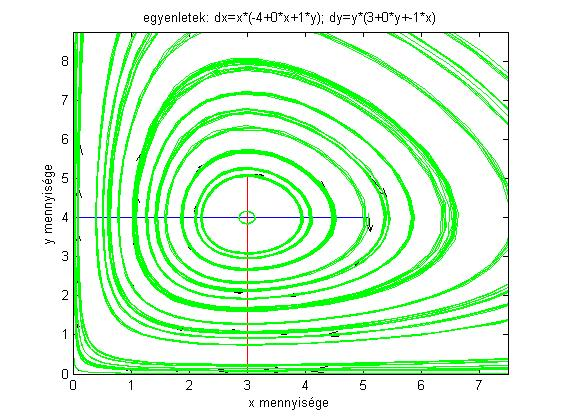 egyenletek: dx=x*(-4+0*x+1*y); dy=y*(3+0*y+-1*x)
8
7
6
5
4
3
2
1
0
y mennyisége
0 1 2 3 4 5 6 7
x mennyisége